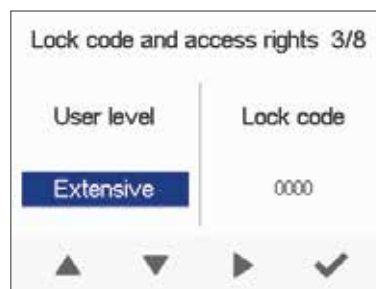 Lock code and access rights 3/8
User level
Lock code
Extensive
0000